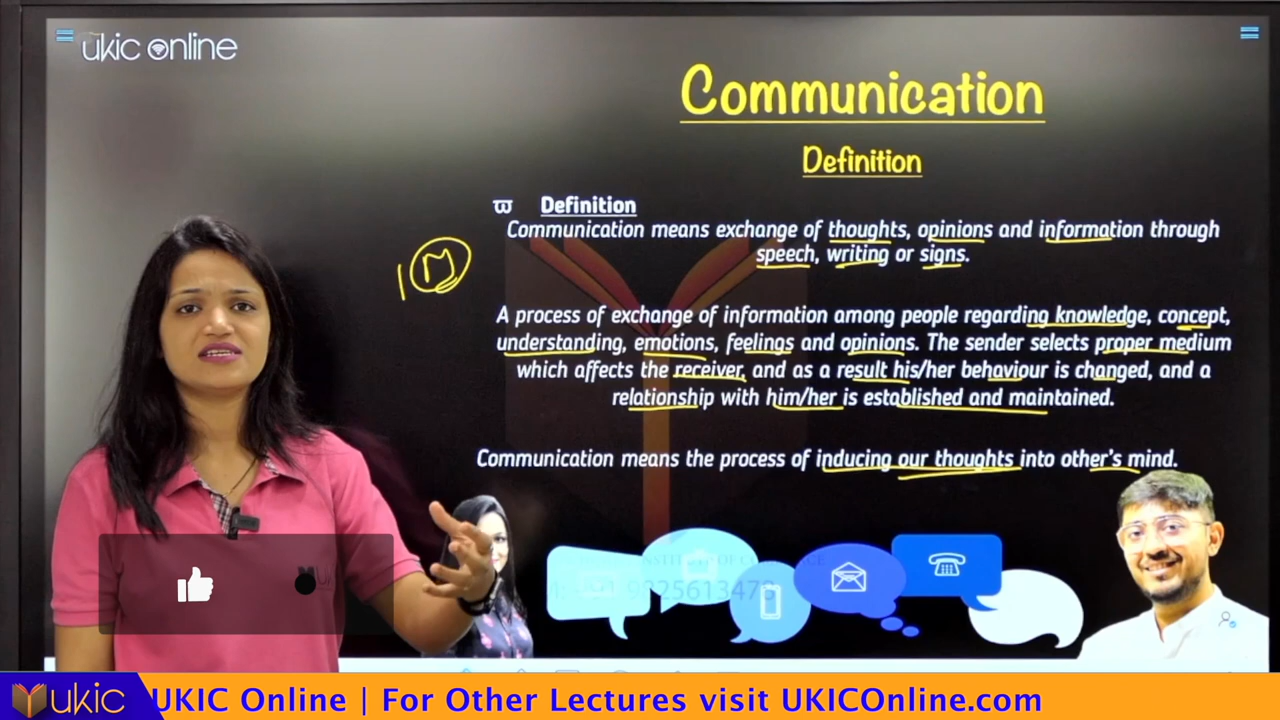 ukic online
Communication
Definition
ϖ Definition
Communication means exchange of thoughts, opinions and information through
speech, writing or signs.
1 M
A process of exchange of information among people regarding knowledge, concept,
understanding, emotions, feelings and opinions. The sender selects proper medium
which affects the receiver, and as a result his/her behaviour is changed, and a
relationship with him/her is established and maintained.
Communication means the process of inducing our thoughts into other's mind.
ukic UKIC Online | For Other Lectures visit UKICOnline.com